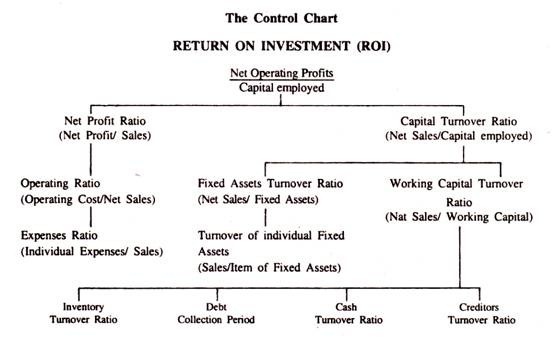 The Control Chart
RETURN ON INVESTMENT (ROI)
Net Operating Profits
Capital employed
Net Profit Ratio
(Net Profit/ Sales)
Capital Turnover Ratio
(Net Sales/Capital employed)
Operating Ratio
(Operating Cost/Net Sales)
Fixed Assets Turnover Ratio
(Net Sales/ Fixed Assets)
Working Capital Turnover
Ratio
(Nat Sales/ Working Capital)
Expenses Ratio
(Individual Expenses/ Sales)
Turnover of individual Fixed
Assets
(Sales/Item of Fixed Assets)
Inventory
Turnover Ratio
Debt
Collection Period
Cash
Turnover Ratio
Creditors
Turnover Ratio